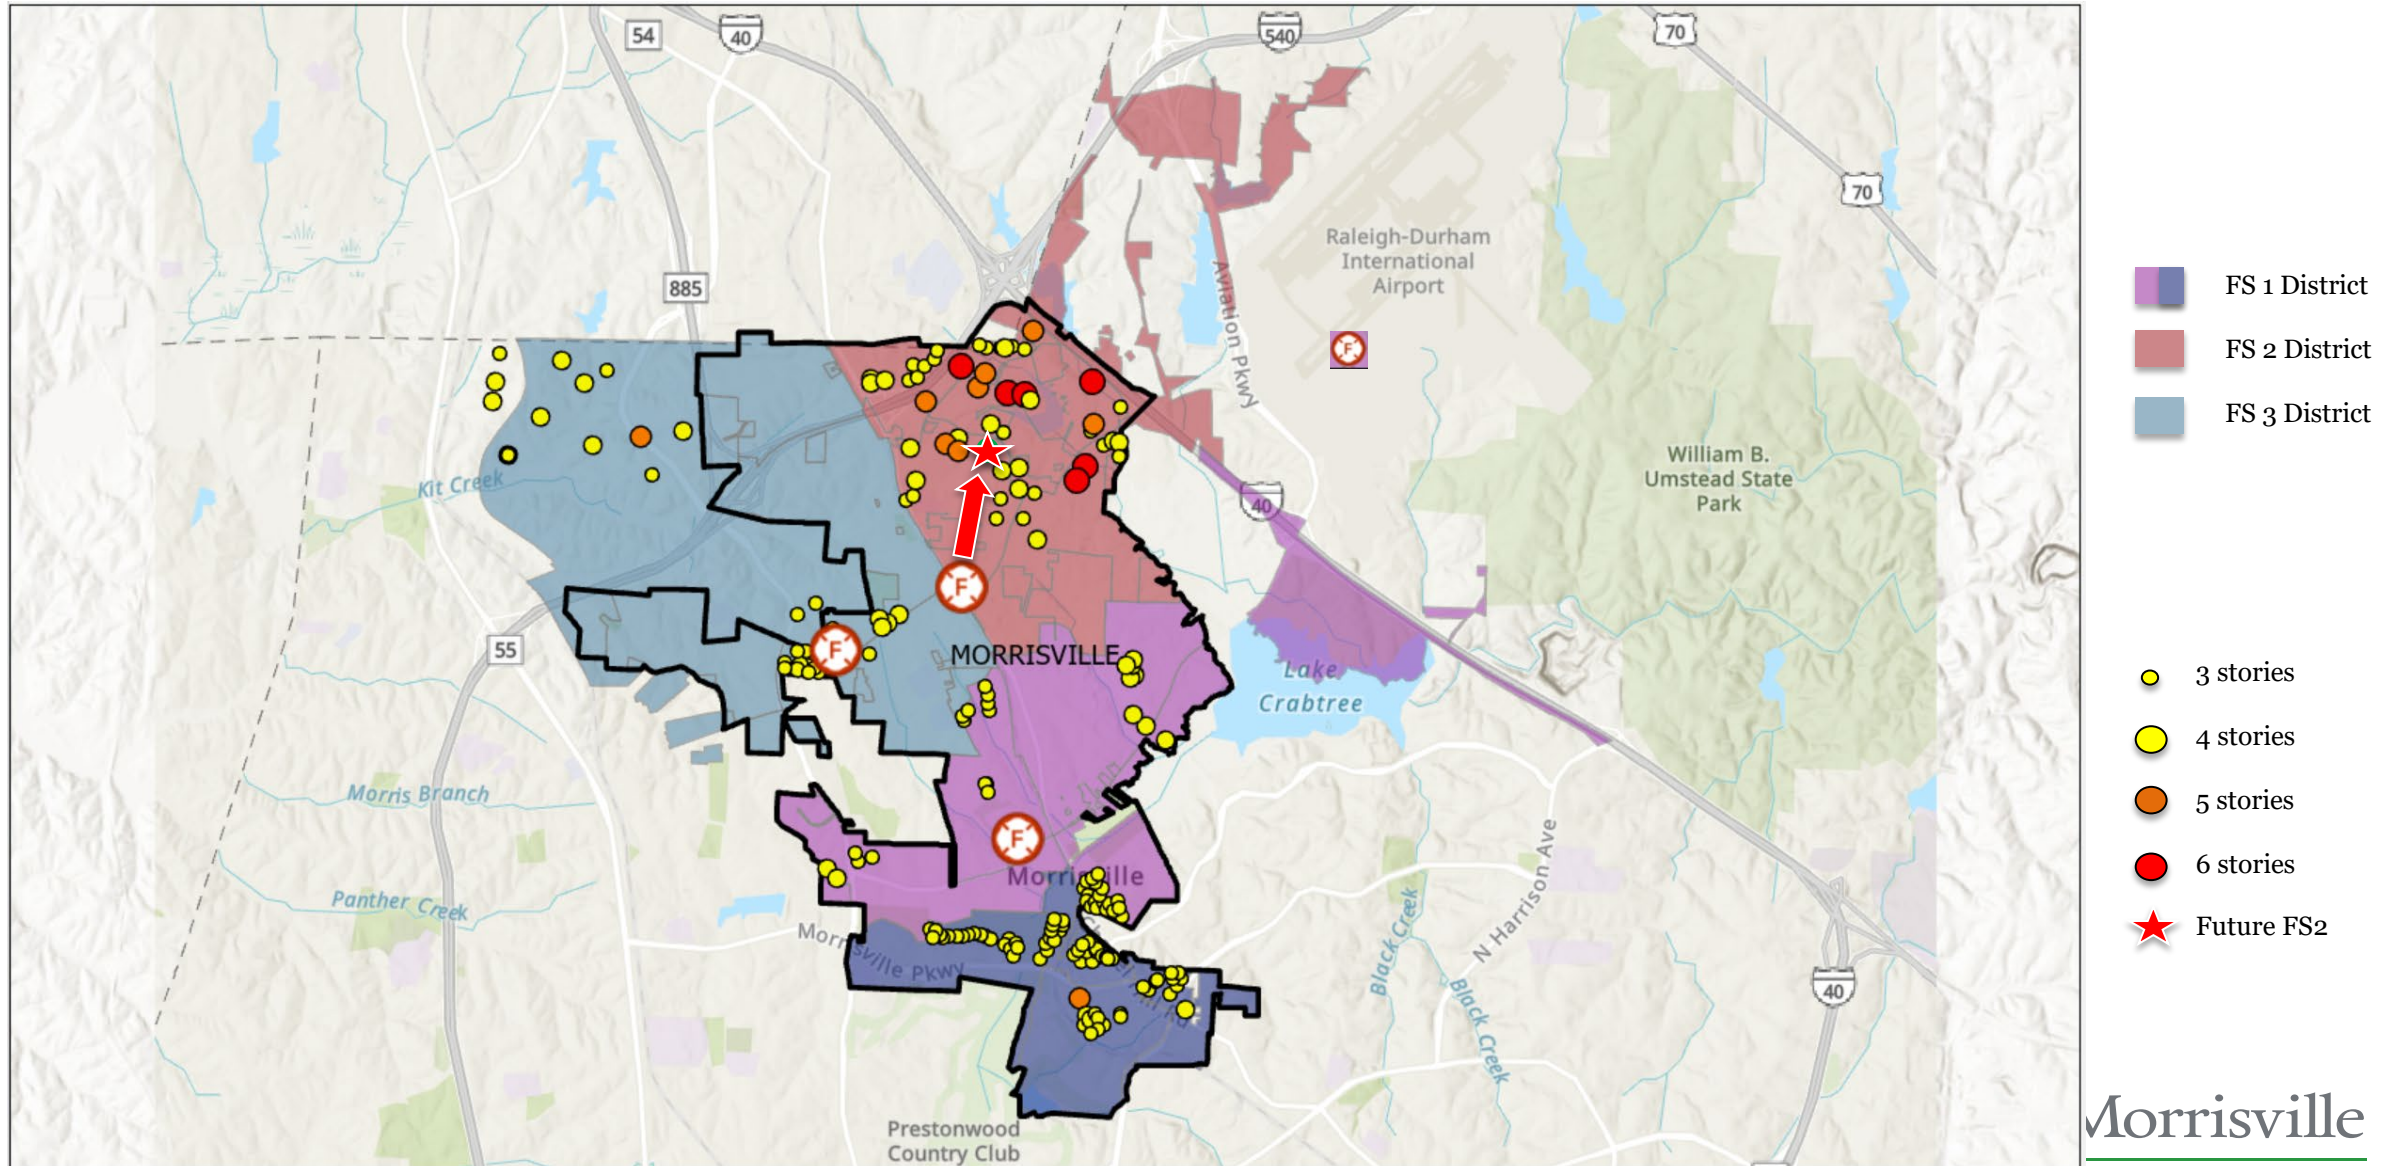 54
40
540
70
70
Raleigh-Durham
International
Airport
Aviation Pkwy
885
F
FS 1 District
FS 2 District
FS 3 District
William B.
Umstead State
Park
Kit Creek
40
F
F
MORRISVILLE
55
Lake
Crabtree
3 stories
4 stories
5 stories
6 stories
Future FS2
Morris Branch
F
Morrisville
Panther Creek
Morrisville Pkwy
N Harrison Ave
Black Creek
Black Creek
40
Prestonwood
Country Club
Morrisville